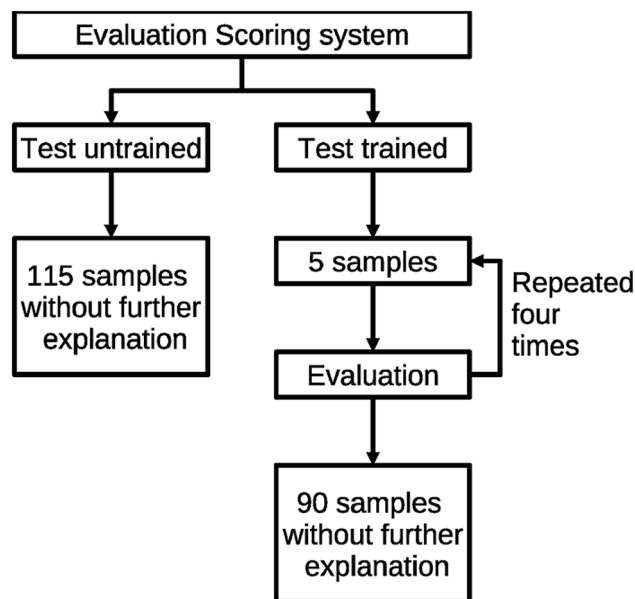 Evaluation Scoring system
Test untrained
Test trained
115 samples
without further
explanation
5 samples
Repeated
four
times
Evaluation
90 samples
without further
explanation